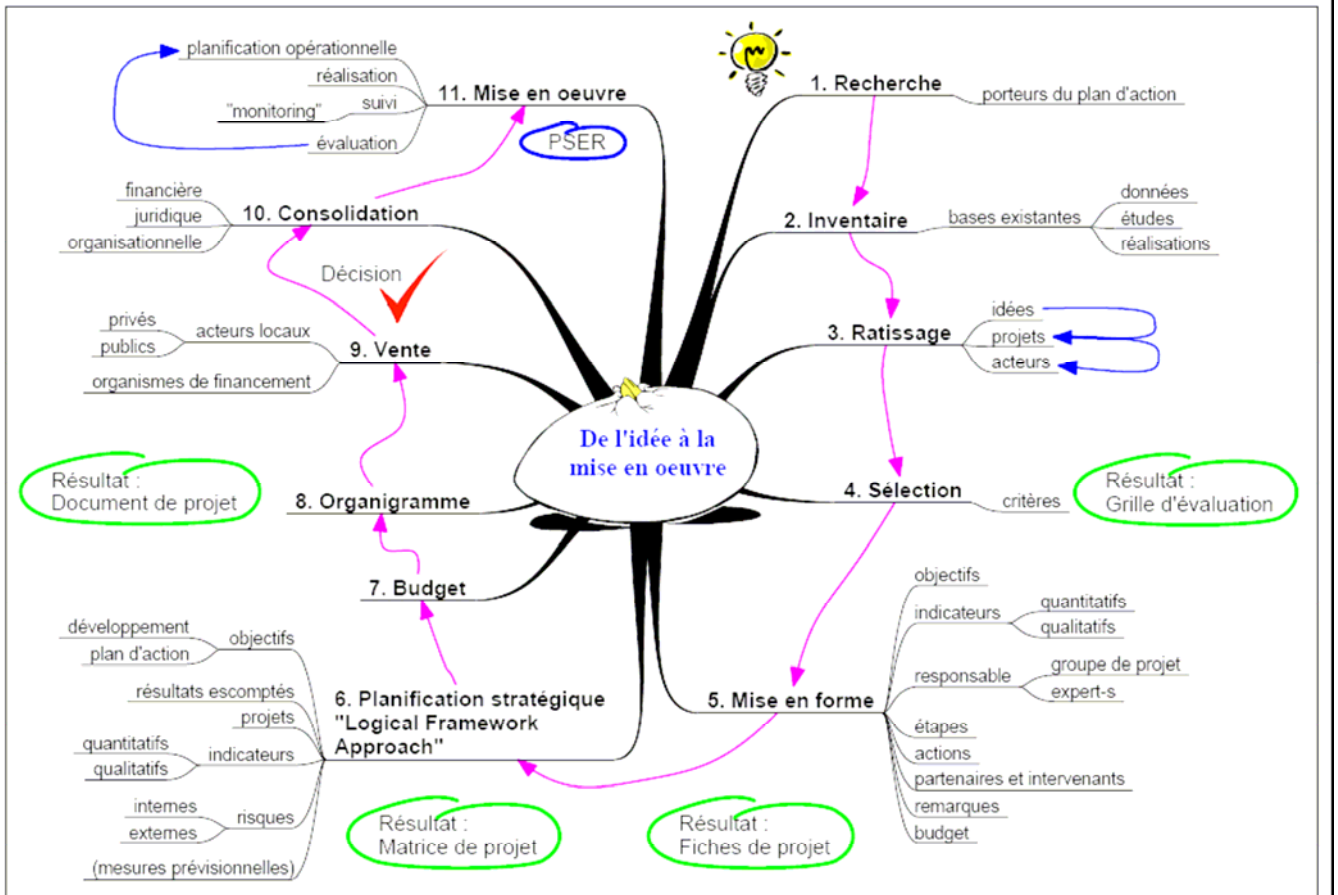 De l'idée à la
mise en oeuvre
1. Recherche
porteurs du plan d'action
2. Inventaire
bases existantes
données
études
réalisations
3. Ratissage
idées
projets
acteurs
4. Sélection
critères
Résultat :
Grille d'évaluation
5. Mise en forme
objectifs
indicateurs
quantitatifs
qualitatifs
responsable
groupe de projet
expert-s
étapes
actions
partenaires et intervenants
remarques
budget
Résultat :
Fiches de projet
6. Planification stratégique
"Logical Framework
Approach"
objectifs
développement
plan d'action
résultats escomptés
projets
indicateurs
quantitatifs
qualitatifs
risques
internes
externes
(mesures prévisionnelles)
Résultat :
Matrice de projet
7. Budget
8. Organigramme
Résultat :
Document de projet
9. Vente
acteurs locaux
privés
publics
organismes de financement
Décision
10. Consolidation
financière
juridique
organisationnelle
11. Mise en oeuvre
planification opérationnelle
réalisation
suivi
"monitoring"
évaluation
PSER